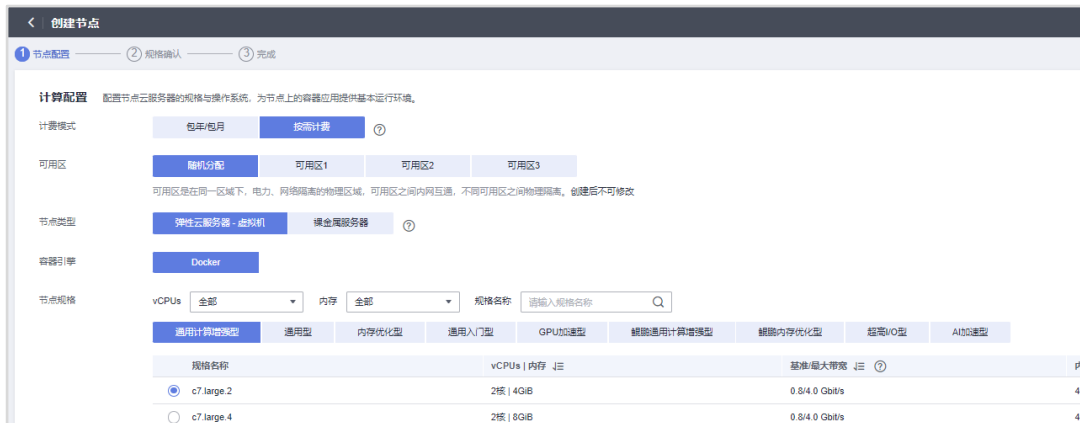 创建节点
1 节点配置 2 规格确认 3 完成
计算配置 配置节点云服务器的规格与操作系统，为节点上的容器应用提供基本运行环境。
计费模式 包年/包月 按需计费 ?
可用区 随机分配 可用区1 可用区2 可用区3
可用区是在同一区域下，电力、网络隔离的物理区域，可用区之间内网互通，不同可用区之间物理隔离。创建后不可修改
节点类型 弹性云服务器 - 虚拟机 裸金属服务器 ?
容器引擎 Docker
节点规格 vCPUs 全部 内存 全部 规格名称 请输入规格名称
通用计算增强型 通用型 内存优化型 通用入门型 GPU加速型 鲲鹏通用计算增强型 鲲鹏内存优化型 超高I/O型 AI加速型
规格名称 vCPUs | 内存 基准/最大带宽 ? 内
c7.large.2 2核 | 4GiB 0.8/4.0 Gbit/s 4
c7.large.4 2核 | 8GiB 0.8/4.0 Gbit/s 4